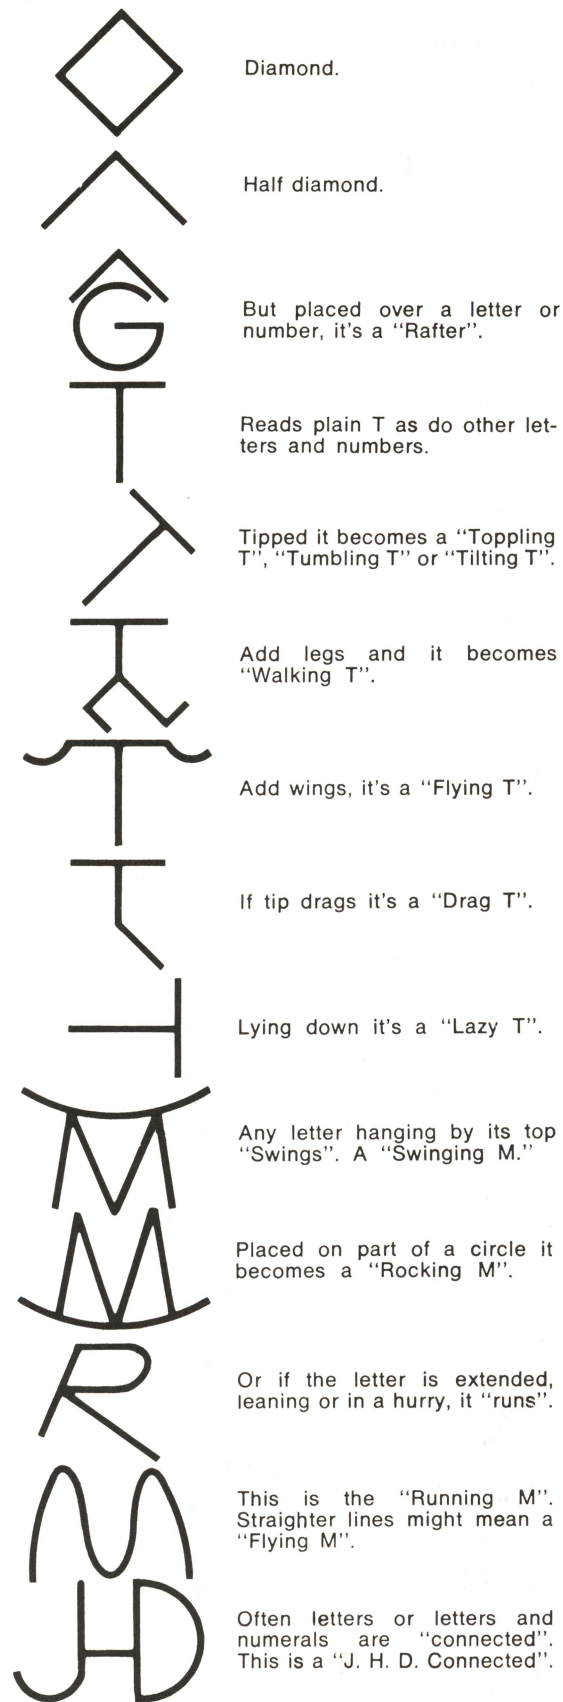 Diamond.
Half diamond.
But placed over a letter or
number, it's a "Rafter".
Reads plain T as do other let-
ters and numbers.
Tipped it becomes a "Toppling
T", "Tumbling T" or "Tilting T".
Add legs and it becomes
"Walking T".
Add wings, it's a "Flying T".
If tip drags it's a "Drag T".
Lying down it's a "Lazy T".
Any letter hanging by its top
"Swings". A "Swinging M."
Placed on part of a circle it
becomes a "Rocking M".
Or if the letter is extended,
leaning or in a hurry, it "runs".
This is the "Running M".
Straighter lines might mean a
"Flying M".
Often letters or letters and
numerals are "connected".
This is a "J. H. D. Connected".